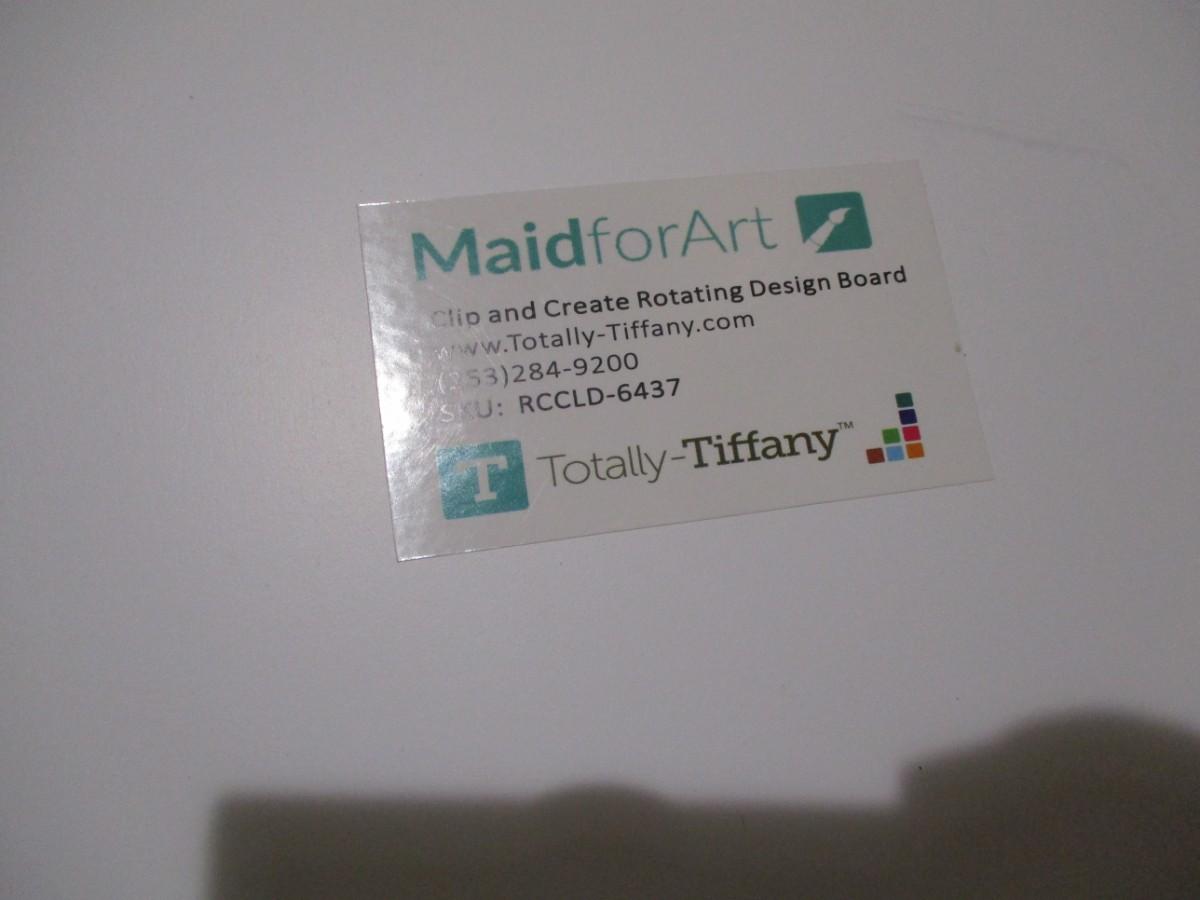 MaidforArt
Clip and Create Rotating Design Board
www.Totally-Tiffany.com
(253)284-9200
SKU: RCCLD-6437
T Totally-Tiffany™